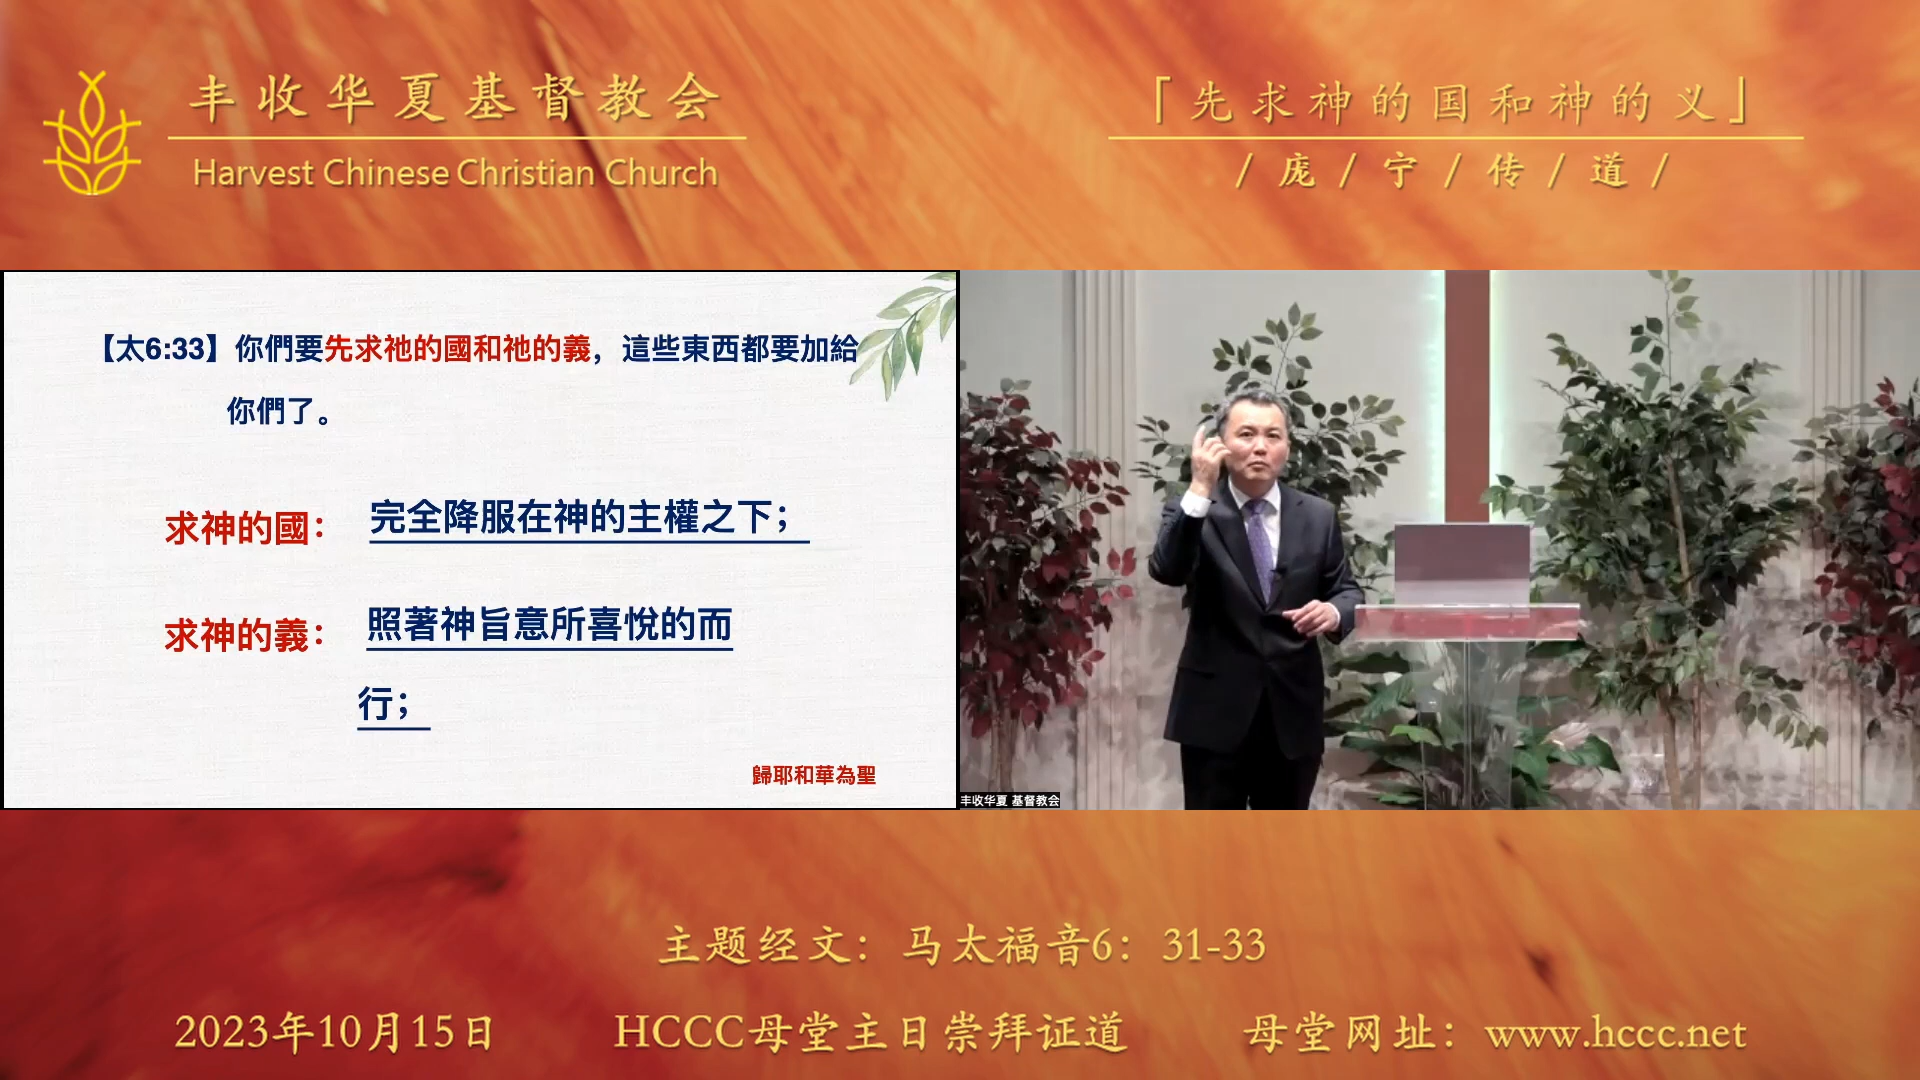 丰收华夏基督教会
Harvest Chinese Christian Church
「先求神的国和神的义」
/ 庞 / 宁 / 传 / 道 /
【太6:33】你們要先求祂的國和祂的義，這些東西都要加給
你們了。
求神的國： 完全降服在神的主權之下；
求神的義： 照著神旨意所喜悅的而
行；
歸耶和華為聖
丰收华夏 基督教会
主题经文：马太福音6：31-33
2023年10月15日 HCCC母堂主日崇拜证道 母堂网址：www.hccc.net